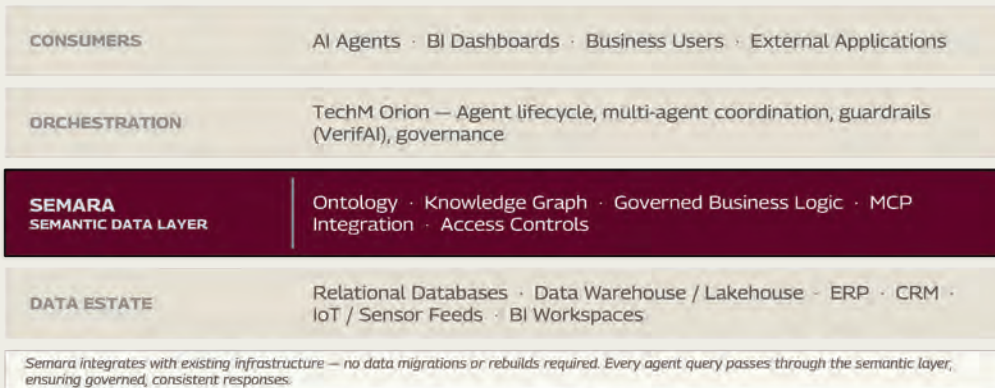 CONSUMERS
AI Agents · BI Dashboards · Business Users · External Applications
ORCHESTRATION
TechM Orion — Agent lifecycle, multi-agent coordination, guardrails
(VerifAI), governance
SEMARA
SEMANTIC DATA LAYER
Ontology · Knowledge Graph · Governed Business Logic · MCP
Integration · Access Controls
DATA ESTATE
Relational Databases · Data Warehouse / Lakehouse · ERP · CRM ·
IoT / Sensor Feeds · BI Workspaces
Semara integrates with existing infrastructure — no data migrations or rebuilds required. Every agent query passes through the semantic layer,
ensuring governed, consistent responses.